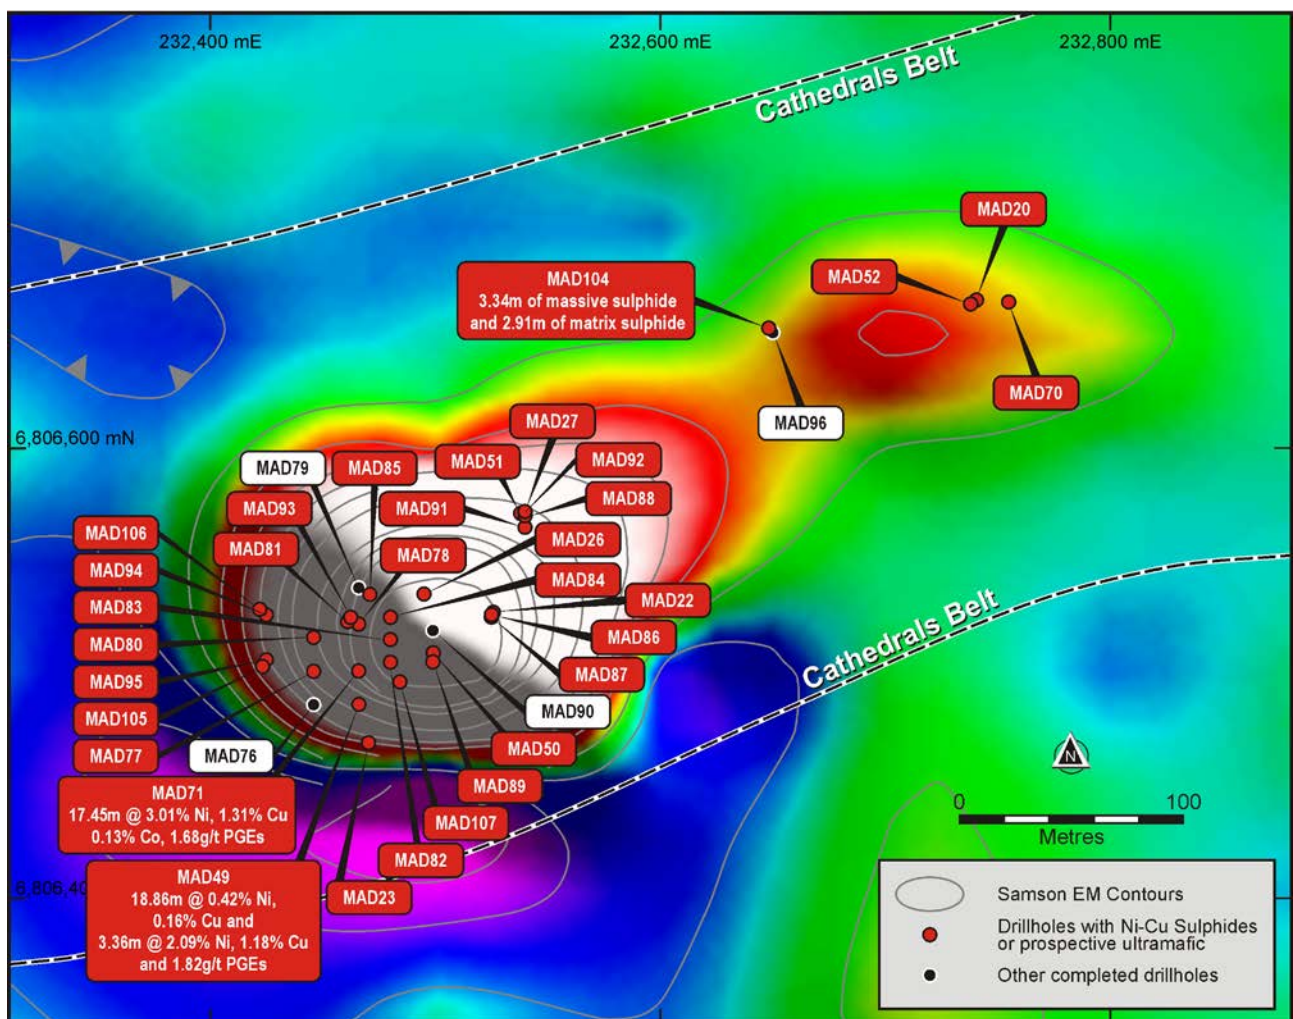 232,400 mE
232,600 mE
232,800 mE
Cathedrals Belt
MAD20
MAD52
MAD104
3.34m of massive sulphide
and 2.91m of matrix sulphide
MAD70
MAD96
6,806,600 mN
MAD27
MAD79
MAD85
MAD51
MAD92
MAD93
MAD91
MAD88
MAD106
MAD81
MAD78
MAD26
MAD94
MAD84
MAD83
MAD22
MAD80
MAD86
MAD95
MAD87
Cathedrals Belt
MAD105
MAD90
MAD77
MAD76
MAD50
MAD71
17.45m @ 3.01% Ni, 1.31% Cu
0.13% Co, 1.68g/t PGEs
MAD89
MAD107
MAD82
MAD23
MAD49
18.86m @ 0.42% Ni,
0.16% Cu and
3.36m @ 2.09% Ni, 1.18% Cu
and 1.82g/t PGEs
6,806,40
N
0
100
Metres
Samson EM Contours
Drillholes with Ni-Cu Sulphides
or prospective ultramafic
Other completed drillholes